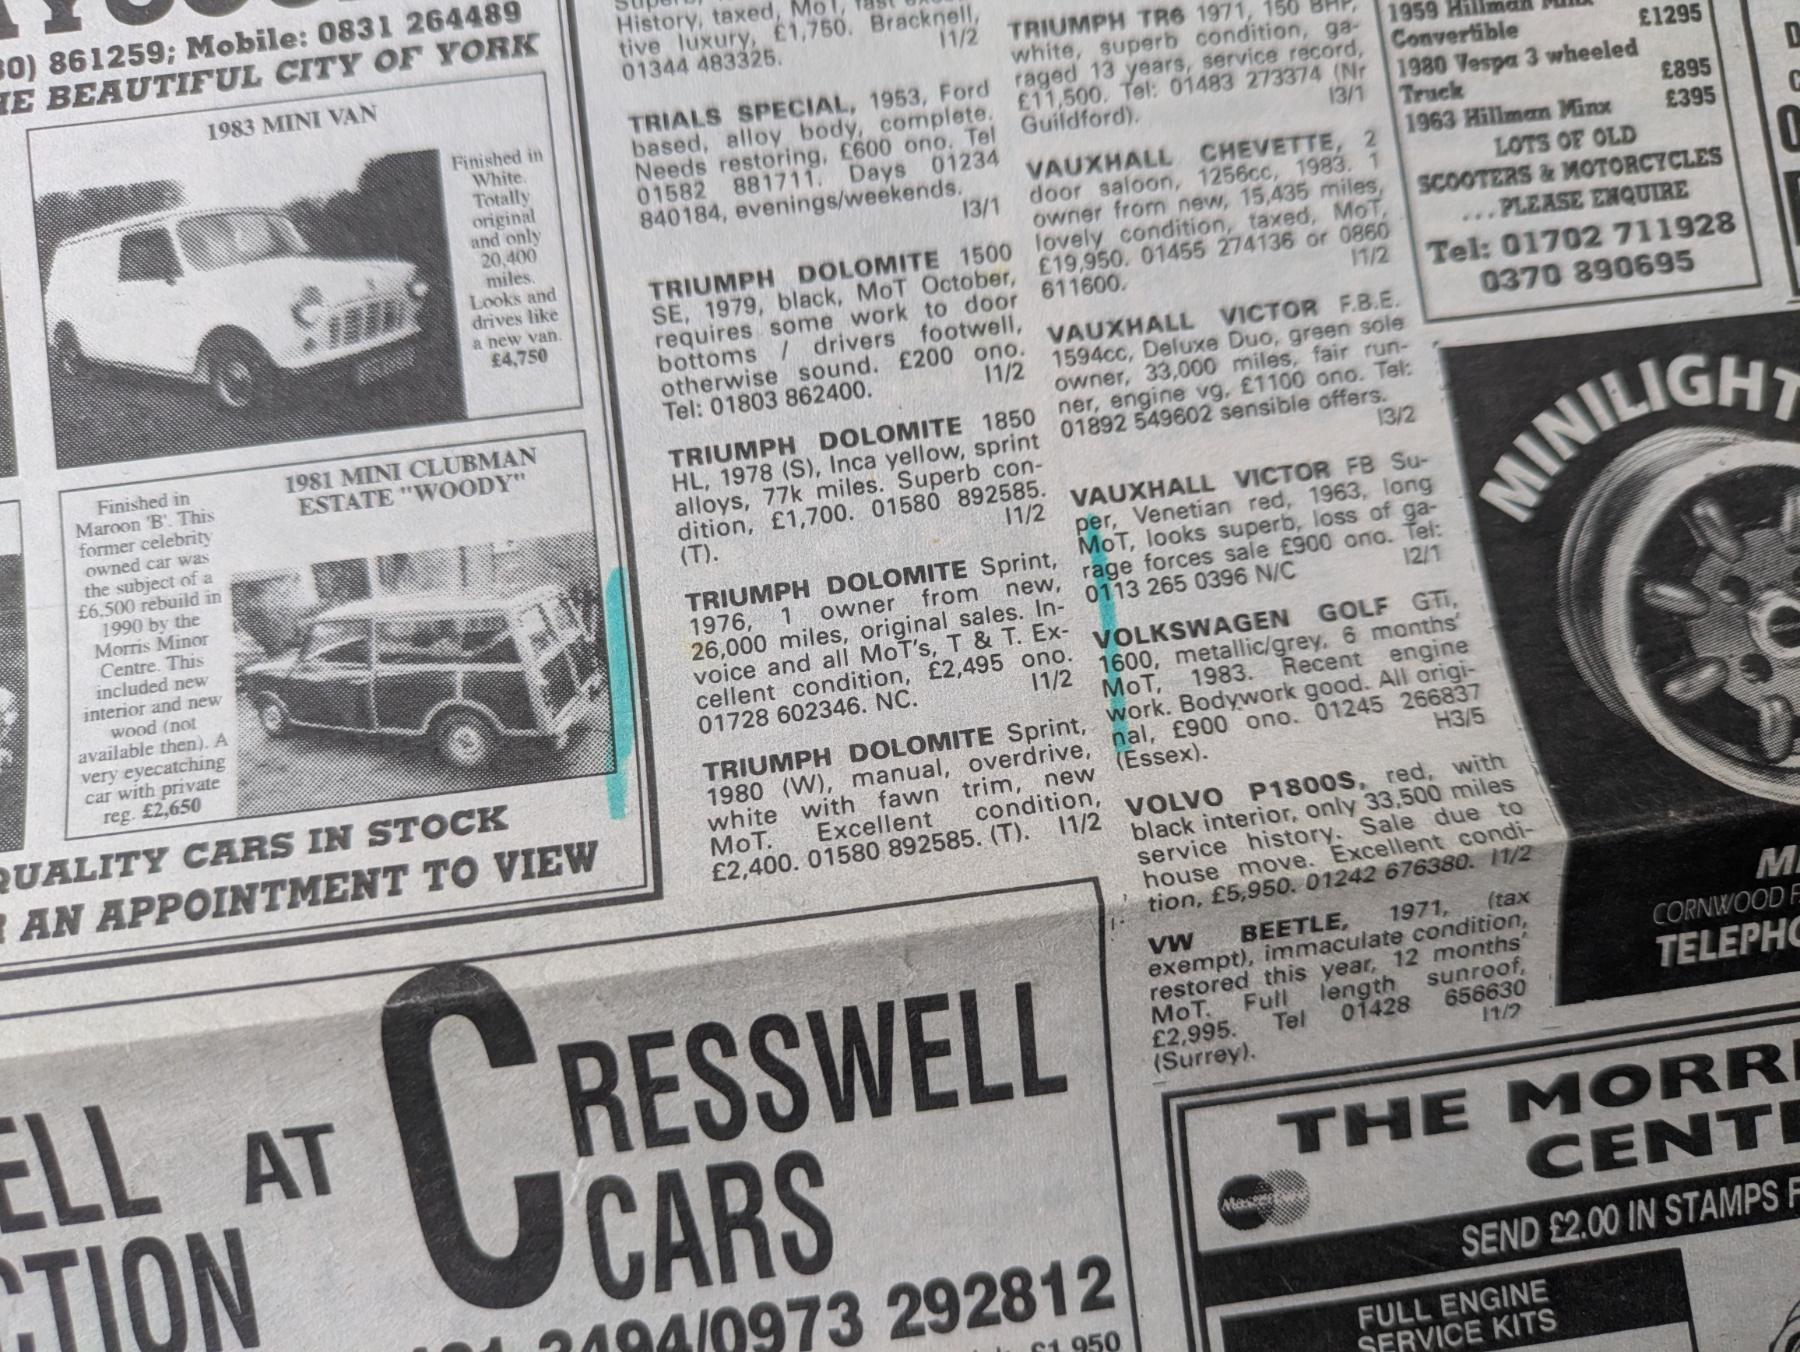 861259; Mobile: 0831 264489
BEAUTIFUL CITY OF YORK
1983 MINI VAN
Finished in
White.
Totally
original
and only
20,400
miles.
Looks and
drives like
a new van.
£4,750
1981 MINI CLUBMAN
ESTATE "WOODY"
Finished in
Maroon 'B'. This
former celebrity
owned car was
the subject of a
£6,500 rebuild in
1990 by the
Morris Minor
Centre. This
included new
interior and new
wood (not
available then). A
very eyecatching
car with private
reg. £2,650
QUALITY CARS IN STOCK
AN APPOINTMENT TO VIEW
History, taxed, MoT, fast
tive luxury, £1,750. Bracknell,
01344 483325. I1/2
TRIALS SPECIAL, 1953, Ford
based, alloy body, complete.
Needs restoring, £600 ono. Tel
01582 881711. Days 01234
840184, evenings/weekends.
I3/1
TRIUMPH DOLOMITE 1500
SE, 1979, black, MoT October,
requires some work to door
bottoms / drivers footwell,
otherwise sound. £200 ono.
Tel: 01803 862400. I1/2
TRIUMPH DOLOMITE 1850
HL, 1978 (S), Inca yellow, sprint
alloys, 77k miles. Superb con-
dition, £1,700. 01580 892585.
(T). I1/2
TRIUMPH DOLOMITE Sprint,
1976, 1 owner from new,
26,000 miles, original sales. In-
voice and all MoT's, T & T. Ex-
cellent condition, £2,495 ono.
01728 602346. NC. I1/2
TRIUMPH DOLOMITE Sprint,
1980 (W), manual, overdrive,
white with fawn trim, new
MoT. Excellent condition,
£2,400. 01580 892585. (T). I1/2
TRIUMPH TR6 1971, 150 BHP,
white, superb condition, ga-
raged 13 years, service record,
£11,500. Tel: 01483 273374 (Nr
Guildford). I3/1
VAUXHALL CHEVETTE, 2
door saloon, 1256cc, 1983. 1
owner from new, 15,435 miles,
lovely condition, taxed, MoT,
£19,950. 01455 274136 or 0860
611600. I1/2
VAUXHALL VICTOR F.B.E.
1594cc, Deluxe Duo, green sole
owner, 33,000 miles, fair run-
ner, engine vg, £1100 ono. Tel:
01892 549602 sensible offers.
I3/2
VAUXHALL VICTOR FB Su-
per, Venetian red, 1963, long
MoT, looks superb, loss of ga-
rage forces sale £900 ono. Tel:
0113 265 0396 N/C I2/1
VOLKSWAGEN GOLF GTi,
1600, metallic/grey, 6 months'
MoT, 1983. Recent engine
work. Bodywork good. All origi-
nal, £900 ono. 01245 266837
(Essex). H3/5
VOLVO P1800S, red, with
black interior, only 33,500 miles
service history. Sale due to
house move. Excellent condi-
tion, £5,950. 01242 676380. I1/2
VW BEETLE, 1971, (tax
exempt), immaculate condition,
restored this year, 12 months'
MoT. Full length sunroof,
£2,995. Tel 01428 656630
(Surrey). I1/2
1959 Hillman Minx
Convertible £1295
1980 Vespa 3 wheeled
Truck £895
1963 Hillman Minx £395
LOTS OF OLD
SCOOTERS & MOTORCYCLES
...PLEASE ENQUIRE
Tel: 01702 711928
0370 890695
MINILIGHT
CORNWOOD
TELEPHO
ELL AT CRESSWELL
CTION CARS
3494/0973 292812
£1,950
THE MORRI
CENT
MasterCard
SEND £2.00 IN STAMPS F
FULL ENGINE
SERVICE KITS